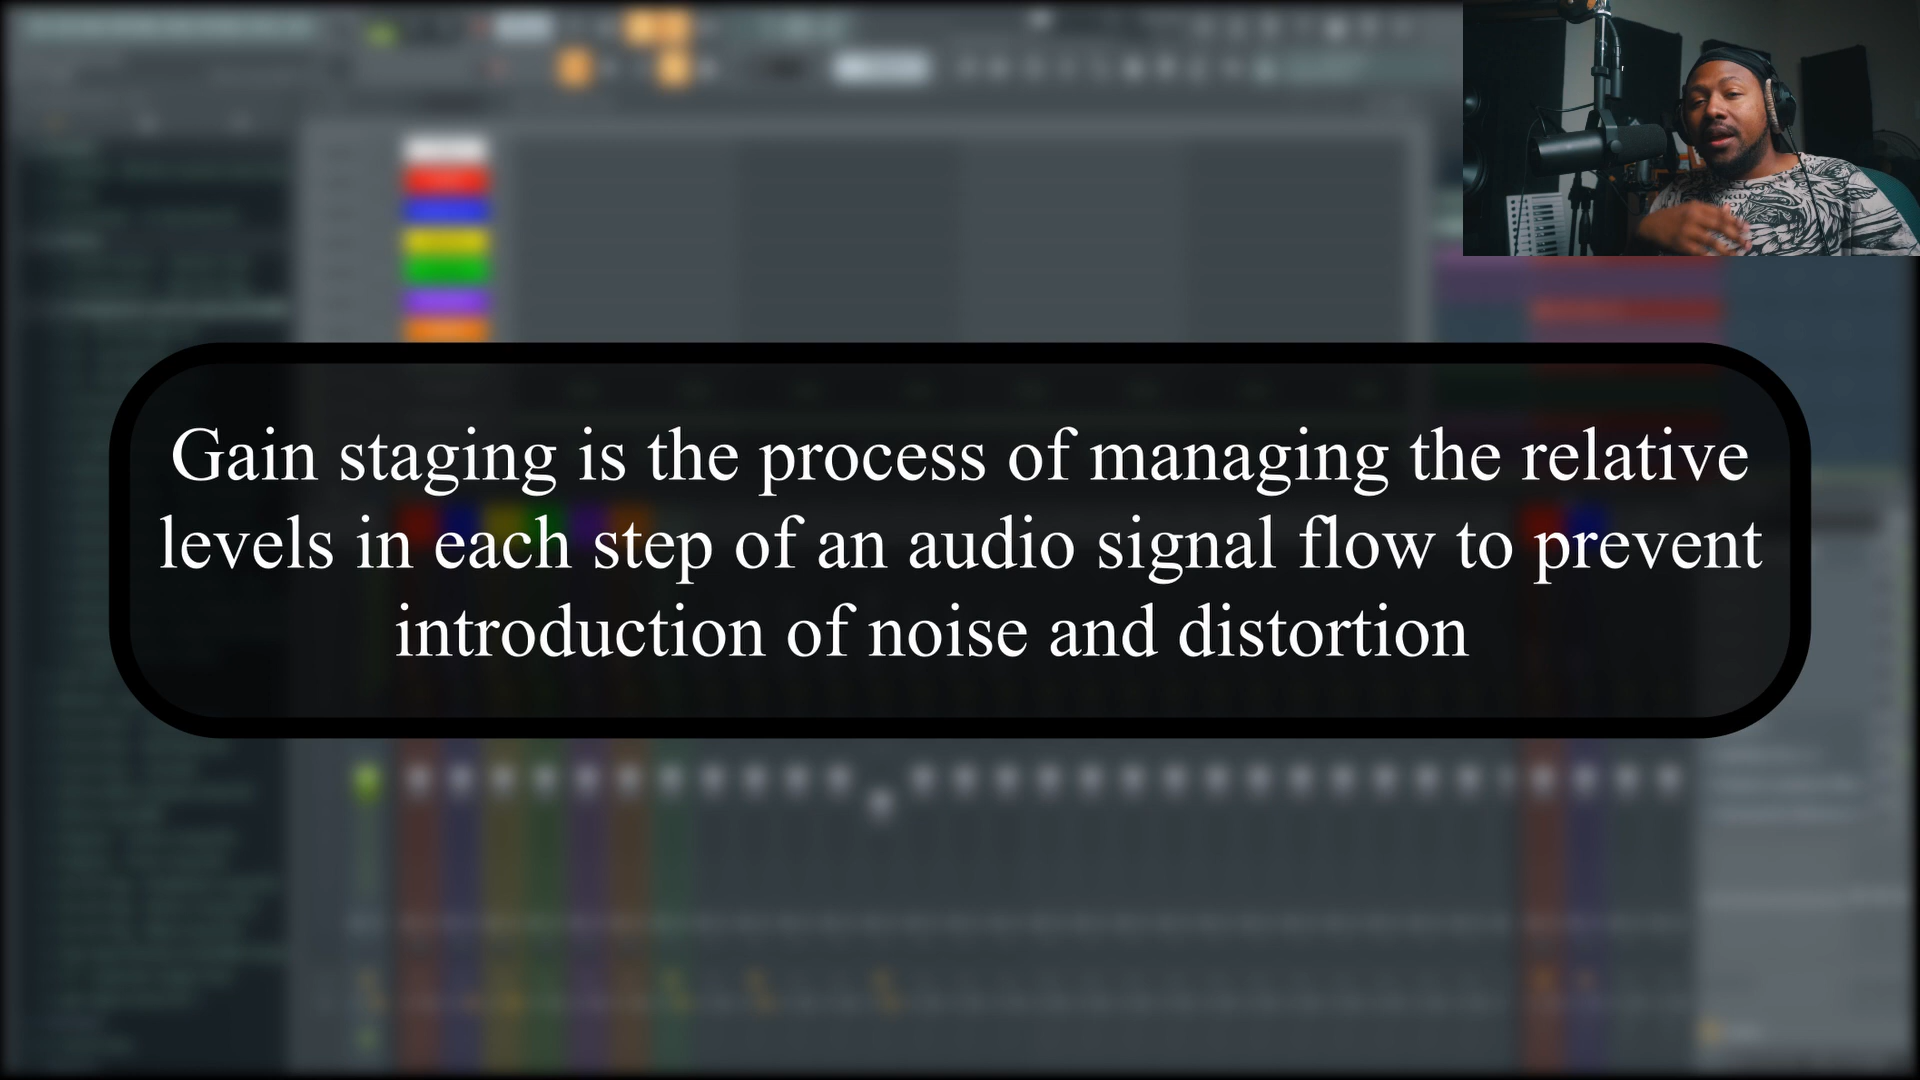 Gain staging is the process of managing the relative
levels in each step of an audio signal flow to prevent
introduction of noise and distortion